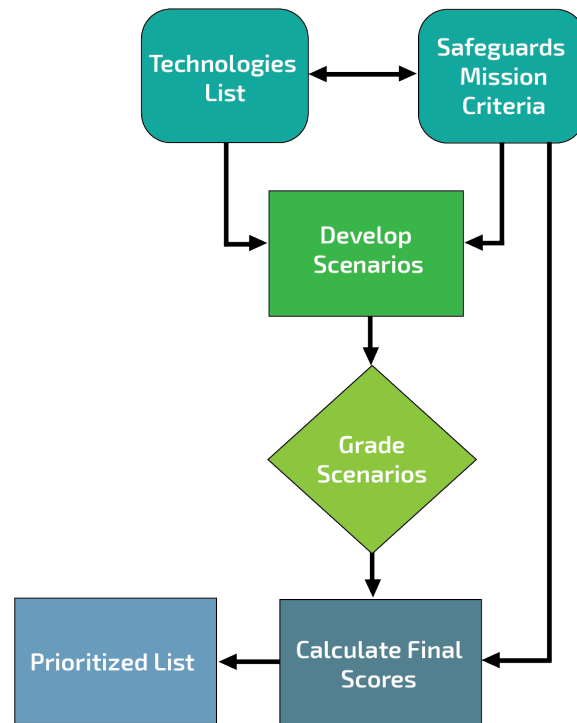 Technologies
List
Safeguards
Mission
Criteria
Develop
Scenarios
Grade
Scenarios
Prioritized List
Calculate Final
Scores